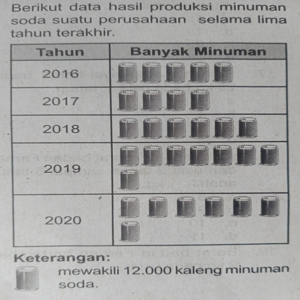 Berikut data hasil produksi minuman
soda suatu perusahaan selama lima
tahun terakhir.
Tahun Banyak Minuman
2016
2017
2018
2019
2020
Keterangan:
mewakili 12.000 kaleng minuman
soda.